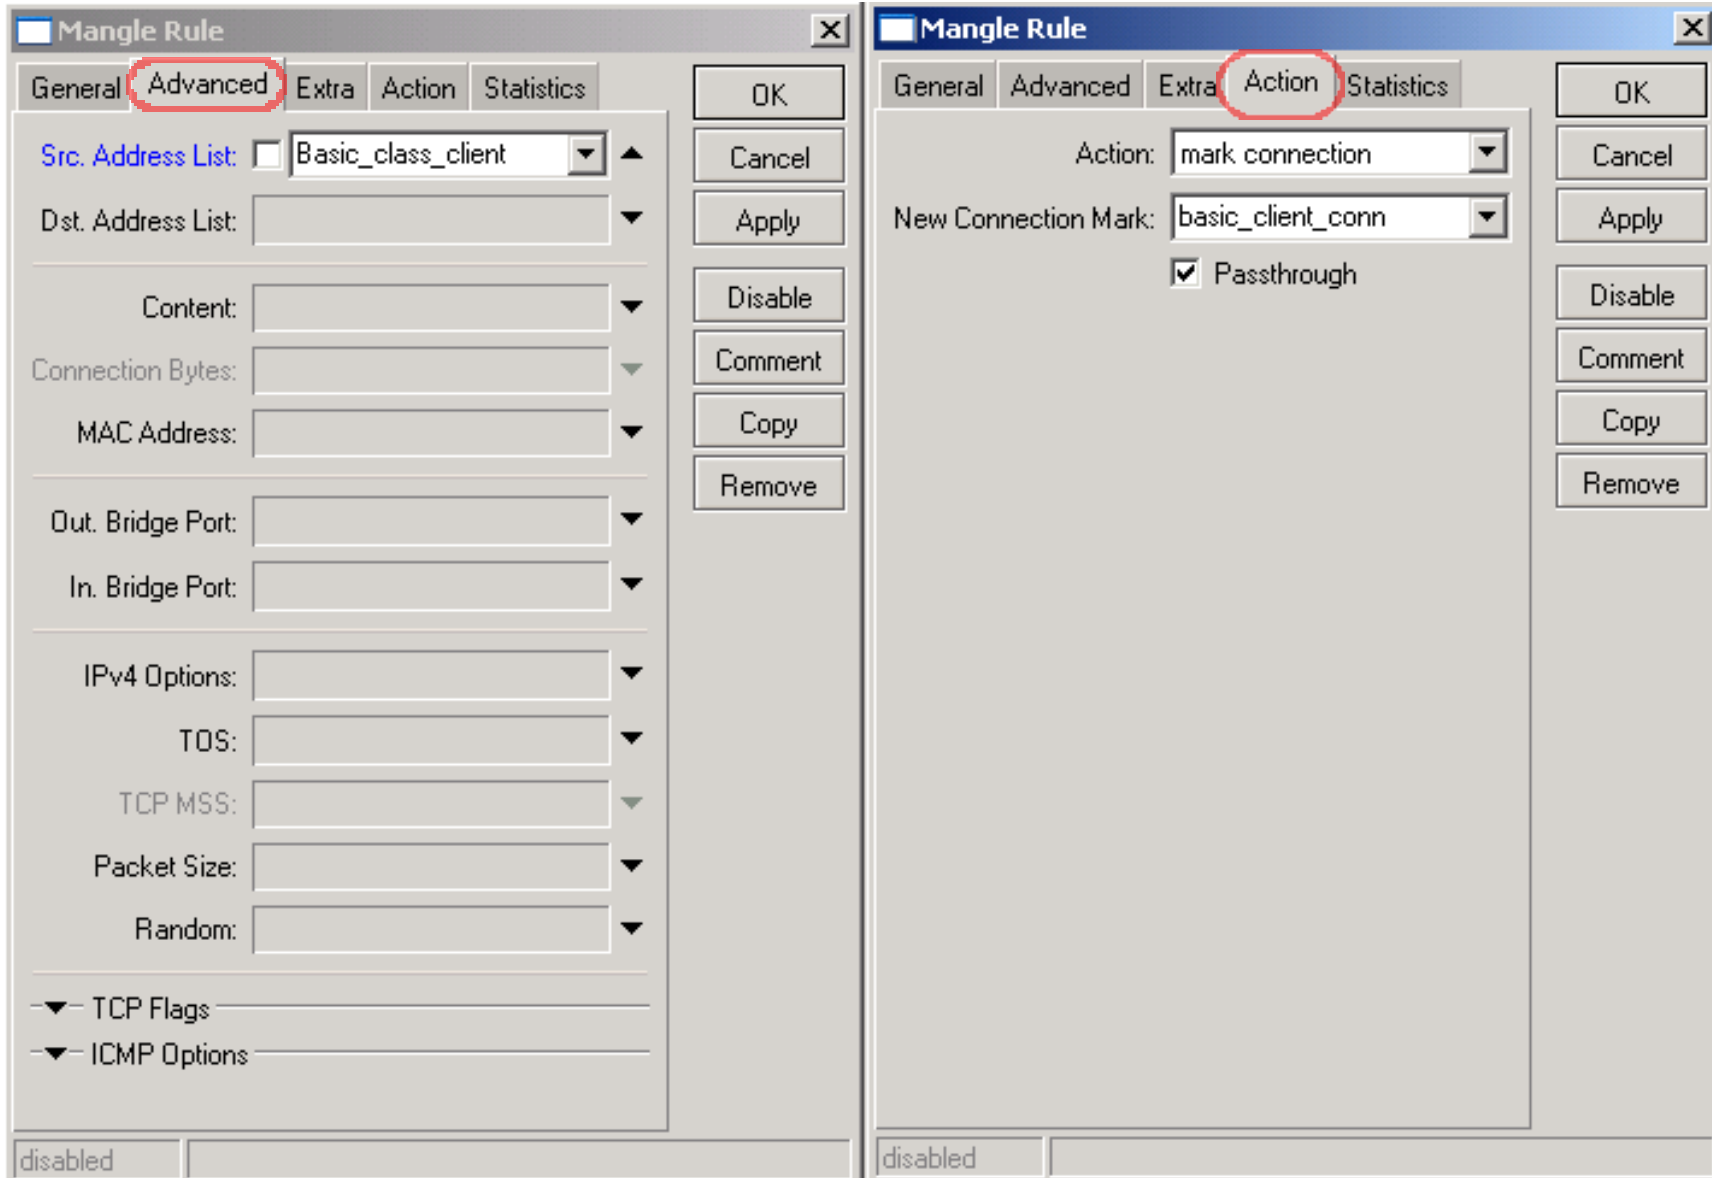 Mangle Rule
General Advanced Extra Action Statistics
Src. Address List: Basic_class_client
Dst. Address List:
Content:
Connection Bytes:
MAC Address:
Out. Bridge Port:
In. Bridge Port:
IPv4 Options:
TOS:
TCP MSS:
Packet Size:
Random:
TCP Flags
ICMP Options
OK
Cancel
Apply
Disable
Comment
Copy
Remove
disabled
Mangle Rule
General Advanced Extra Action Statistics
Action: mark connection
New Connection Mark: basic_client_conn
Passthrough
OK
Cancel
Apply
Disable
Comment
Copy
Remove
disabled